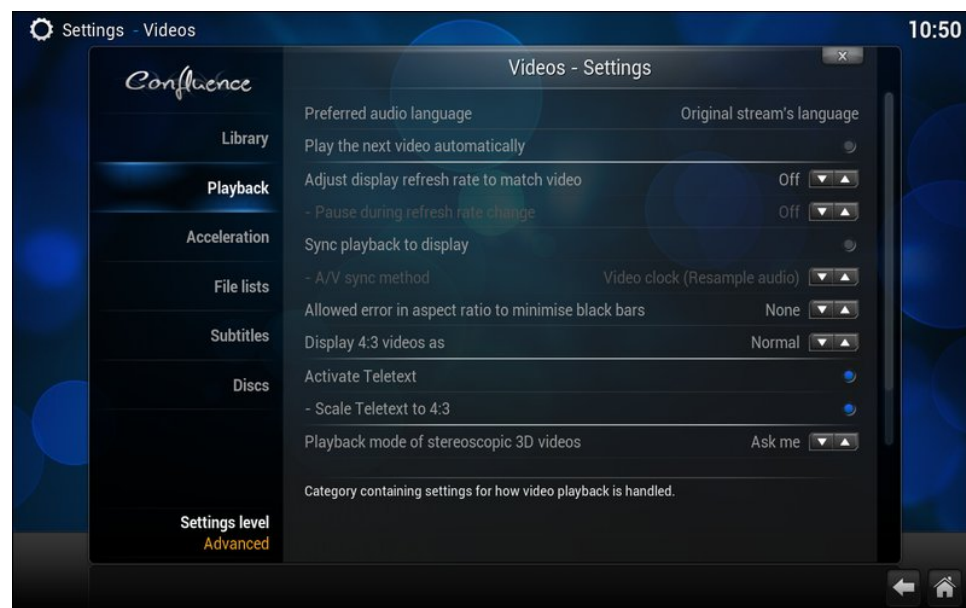 Settings - Videos
10:50
Confluence
Videos - Settings
Library
Playback
Acceleration
File lists
Subtitles
Discs
Settings level
Advanced
Preferred audio language Original stream's language
Play the next video automatically
Adjust display refresh rate to match video Off
- Pause during refresh rate change Off
Sync playback to display
- A/V sync method Video clock (Resample audio)
Allowed error in aspect ratio to minimise black bars None
Display 4:3 videos as Normal
Activate Teletext
- Scale Teletext to 4:3
Playback mode of stereoscopic 3D videos Ask me
Category containing settings for how video playback is handled.